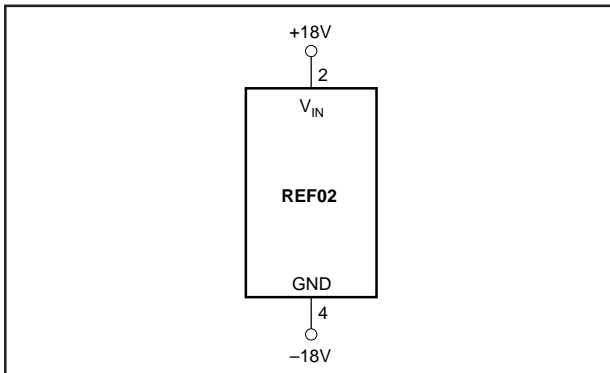 +18V
2
V_IN
REF02
GND
4
–18V